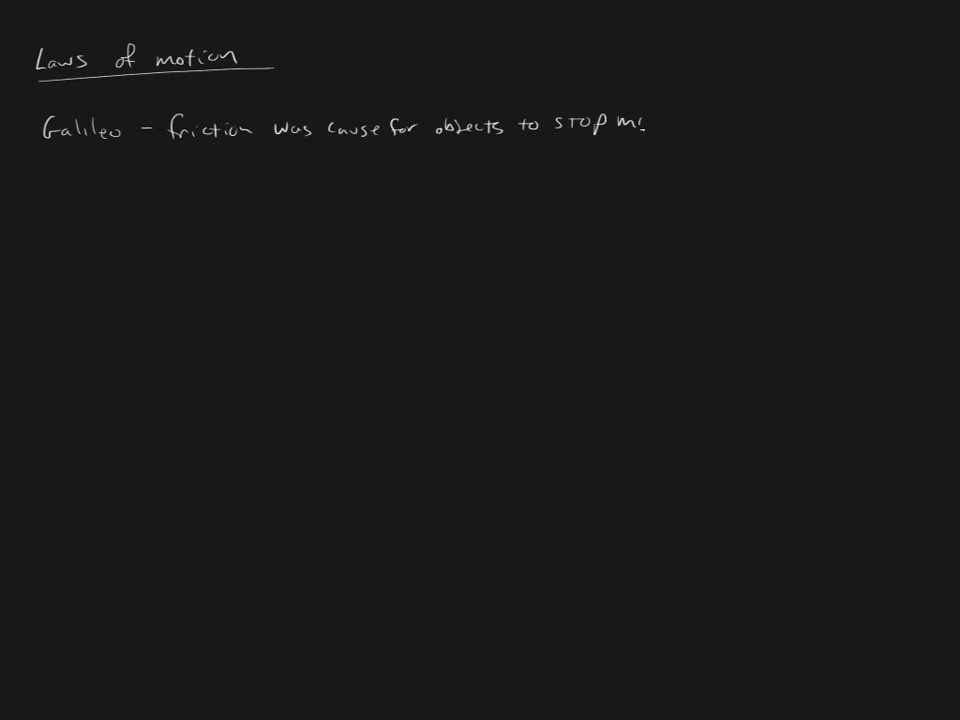 Laws of motion
Galileo - friction was cause for objects to stop